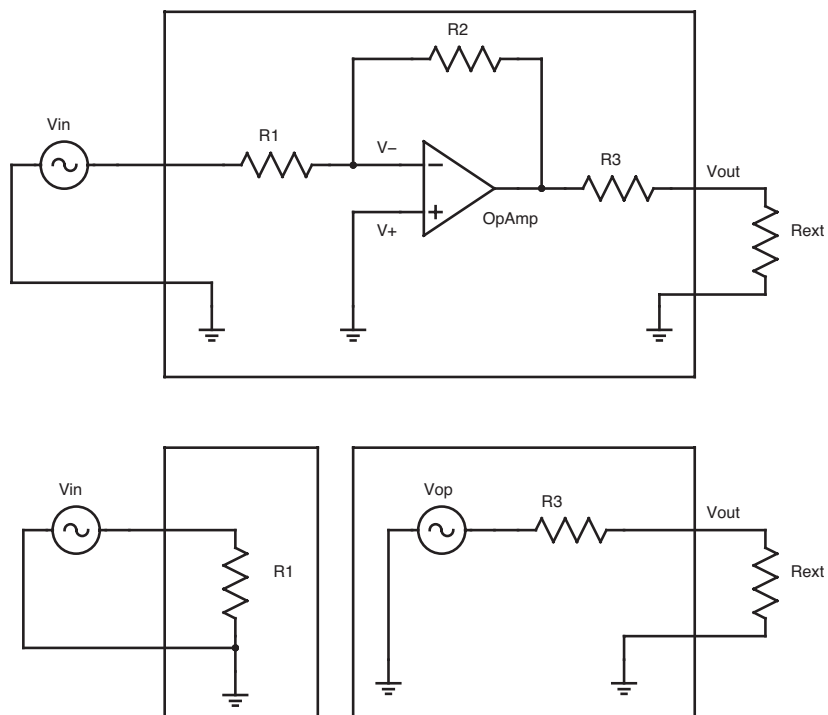 R2
Vin
R1
V−
R3
Vout
−
+
V+
OpAmp
Rext
Vin
R1
Vop
R3
Vout
Rext